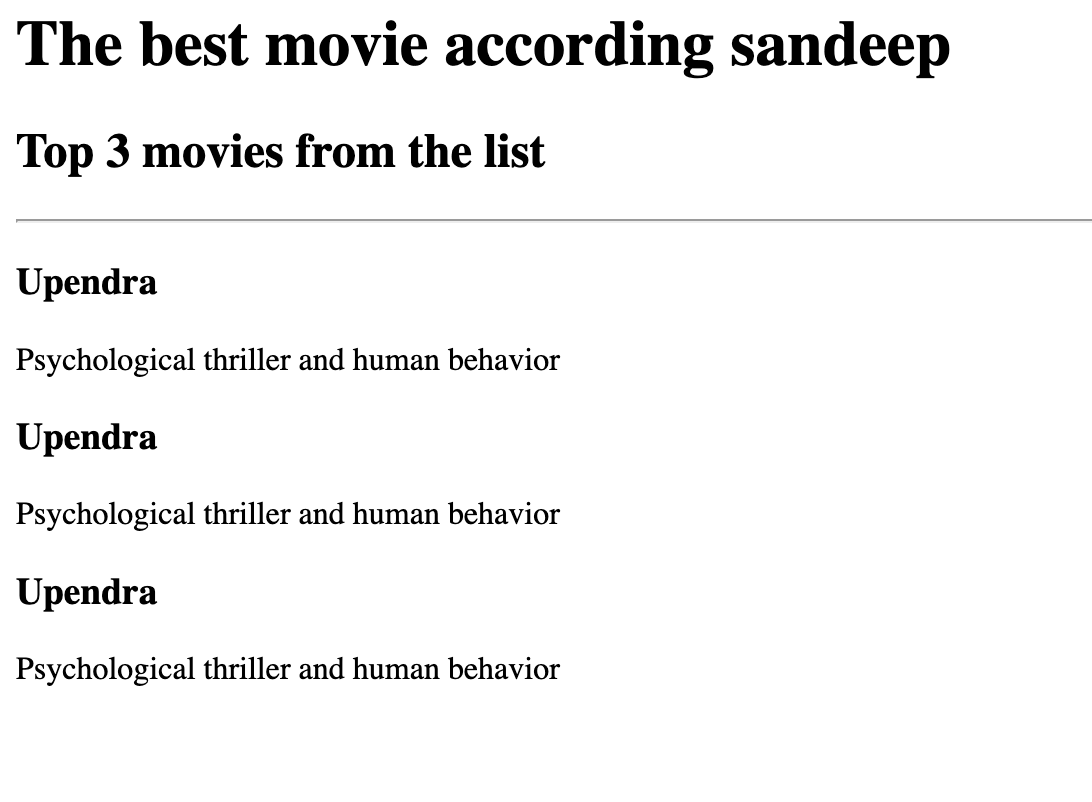 The best movie according sandeep
Top 3 movies from the list
Upendra
Psychological thriller and human behavior
Upendra
Psychological thriller and human behavior
Upendra
Psychological thriller and human behavior